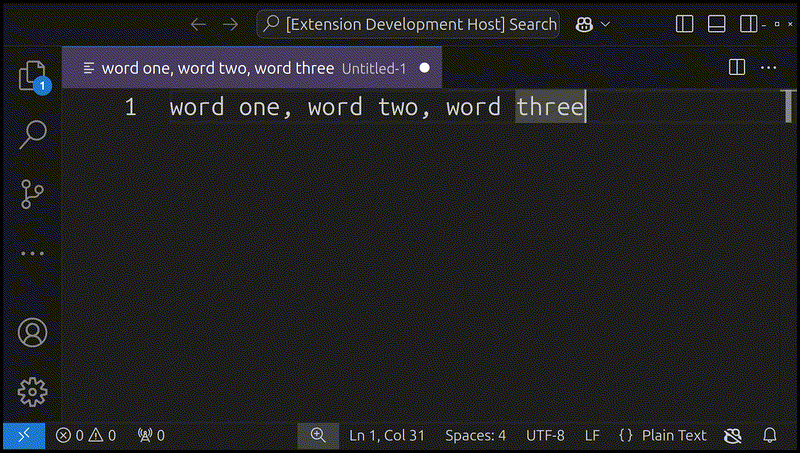 [Extension Development Host] Search
word one, word two, word three Untitled-1
1
1 word one, word two, word three
0 0 0 Ln 1, Col 31 Spaces: 4 UTF-8 LF {} Plain Text